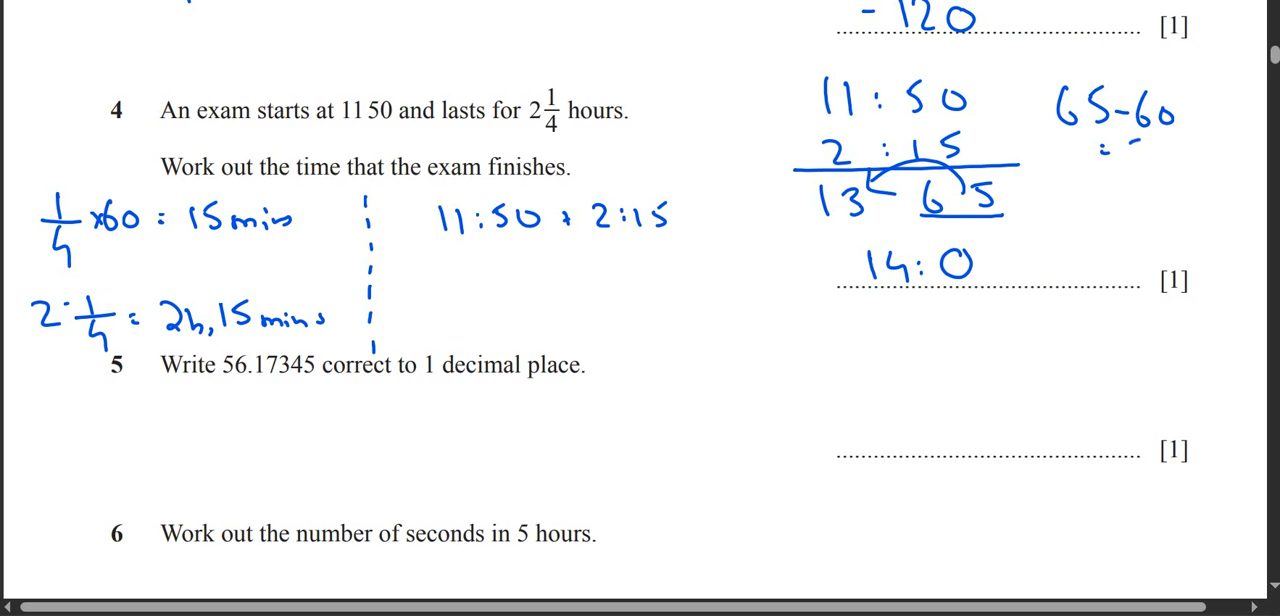 - 120
[1]
4 An exam starts at 11 50 and lasts for 2 1/4 hours.
11:50
65-60
2:15
Work out the time that the exam finishes.
13 65
1/4 x60 = 15 mins
11:50 + 2:15
14:0
[1]
2 1/4 = 2h, 15 mins
5 Write 56.17345 correct to 1 decimal place.
[1]
6 Work out the number of seconds in 5 hours.